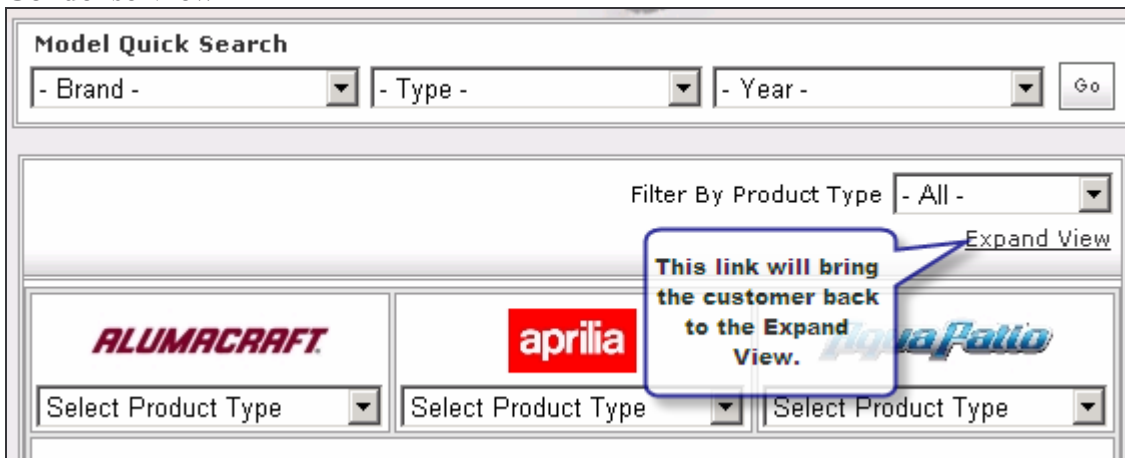 Model Quick Search
- Brand -
- Type -
- Year -
Go
Filter By Product Type
- All -
Expand View
This link will bring
the customer back
to the Expand
View.
ALUMACRAFT
aprilia
AquaPatio
Select Product Type
Select Product Type
Select Product Type